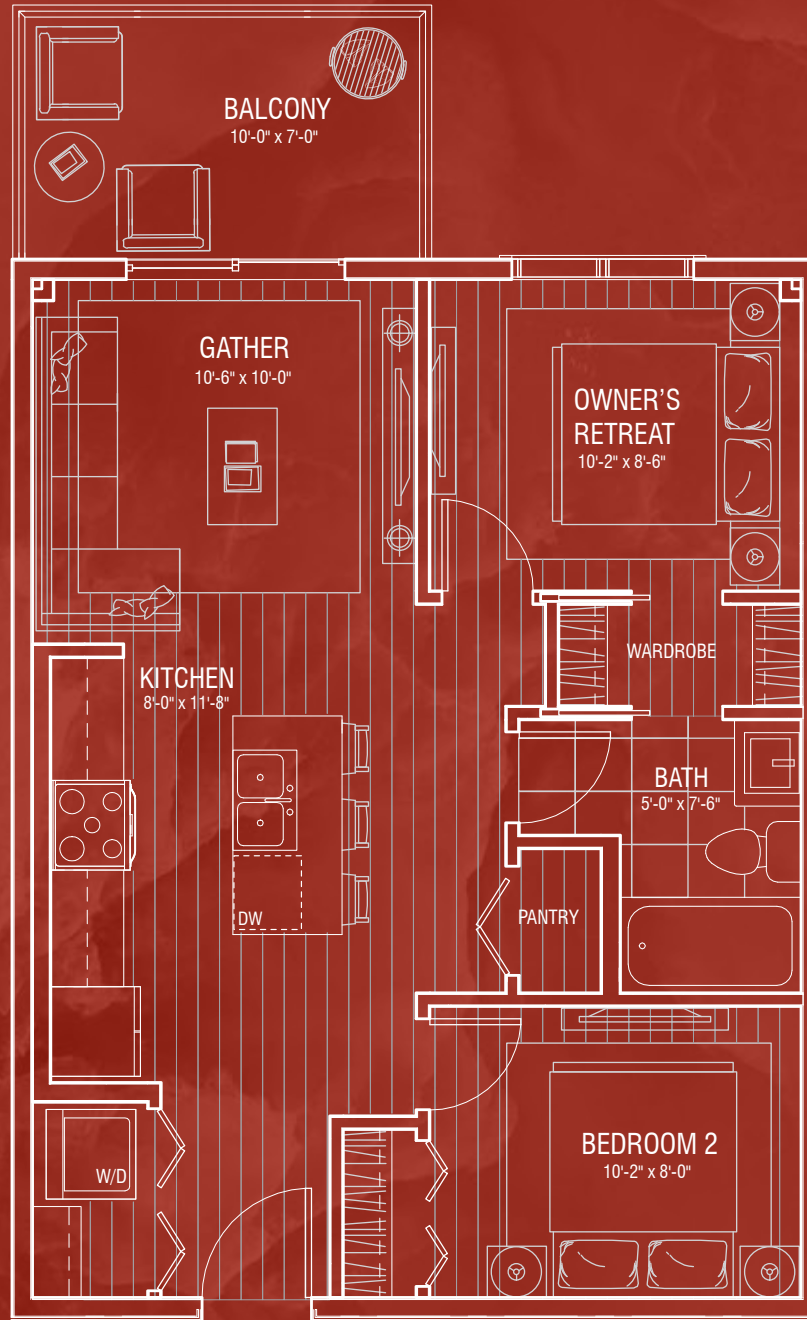 BALCONY
10'-0" x 7'-0"
GATHER
10'-6" x 10'-0"
OWNER'S
RETREAT
10'-2" x 8'-6"
WARDROBE
KITCHEN
8'-0" x 11'-8"
BATH
5'-0" x 7'-6"
DW
PANTRY
W/D
BEDROOM 2
10'-2" x 8'-0"